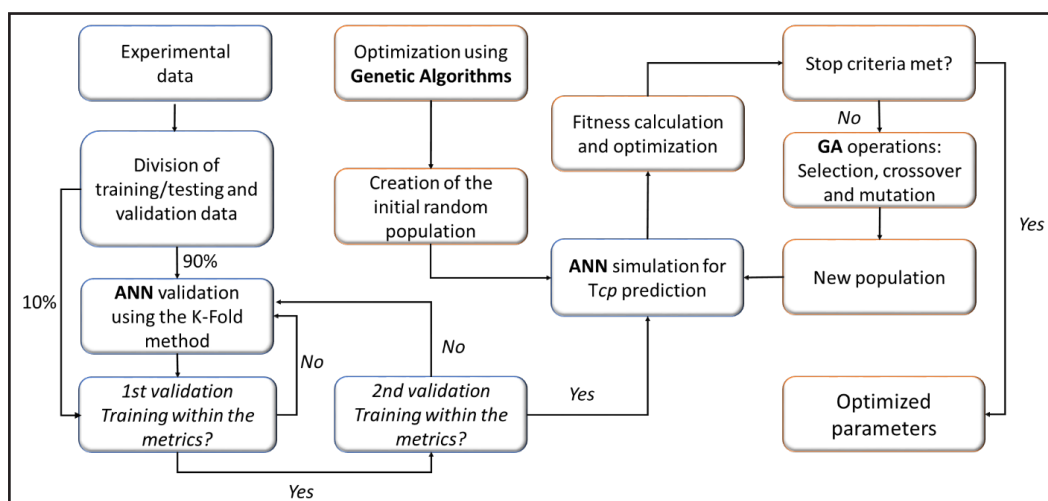 Experimental
data
Division of
training/testing and
validation data
90%
10%
ANN validation
using the K-Fold
method
No
1st validation
Training within the
metrics?
Yes
2nd validation
Training within the
metrics?
No
Yes
Optimization using
Genetic Algorithms
Creation of the
initial random
population
ANN simulation for
Tcp prediction
Fitness calculation
and optimization
Stop criteria met?
No
GA operations:
Selection, crossover
and mutation
New population
Yes
Optimized
parameters